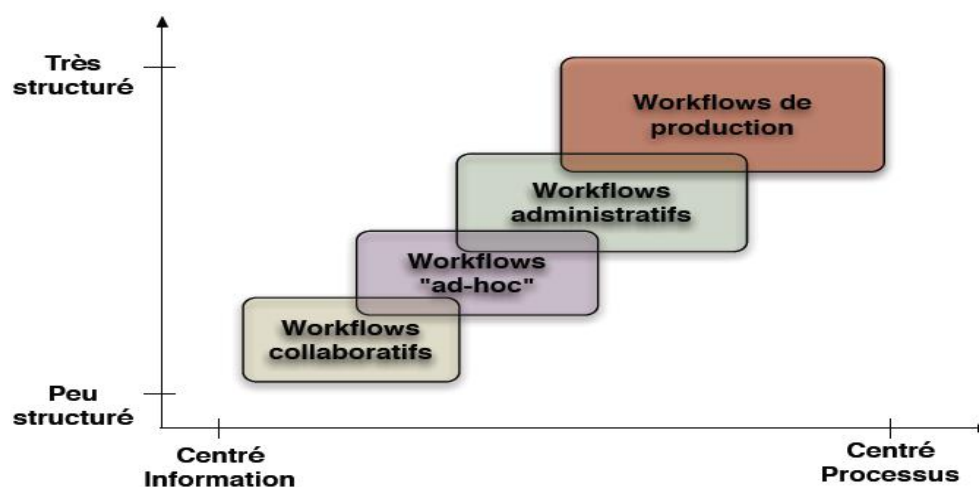 Très
structuré
Workflows de
production
Workflows
administratifs
Workflows
"ad-hoc"
Workflows
collaboratifs
Peu
structuré
Centré
Information
Centré
Processus